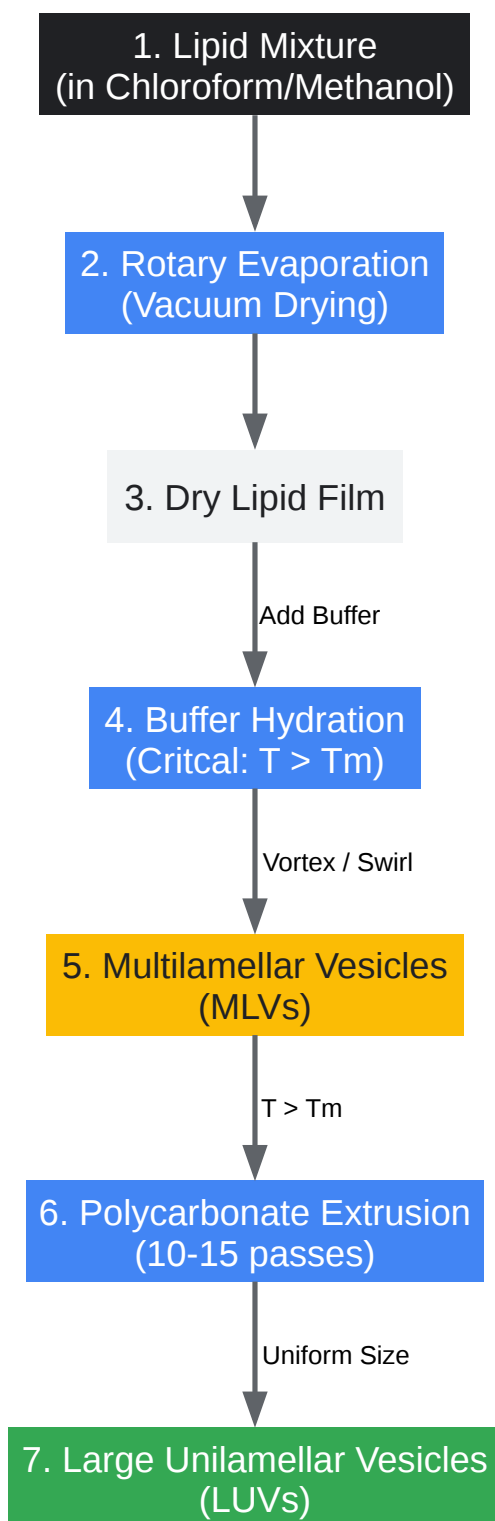 1. Lipid Mixture
(in Chloroform/Methanol)
2. Rotary Evaporation
(Vacuum Drying)
3. Dry Lipid Film
Add Buffer
4. Buffer Hydration
(Critcal: T > Tm)
Vortex / Swirl
5. Multilamellar Vesicles
(MLVs)
T > Tm
6. Polycarbonate Extrusion
(10-15 passes)
Uniform Size
7. Large Unilamellar Vesicles
(LUVs)